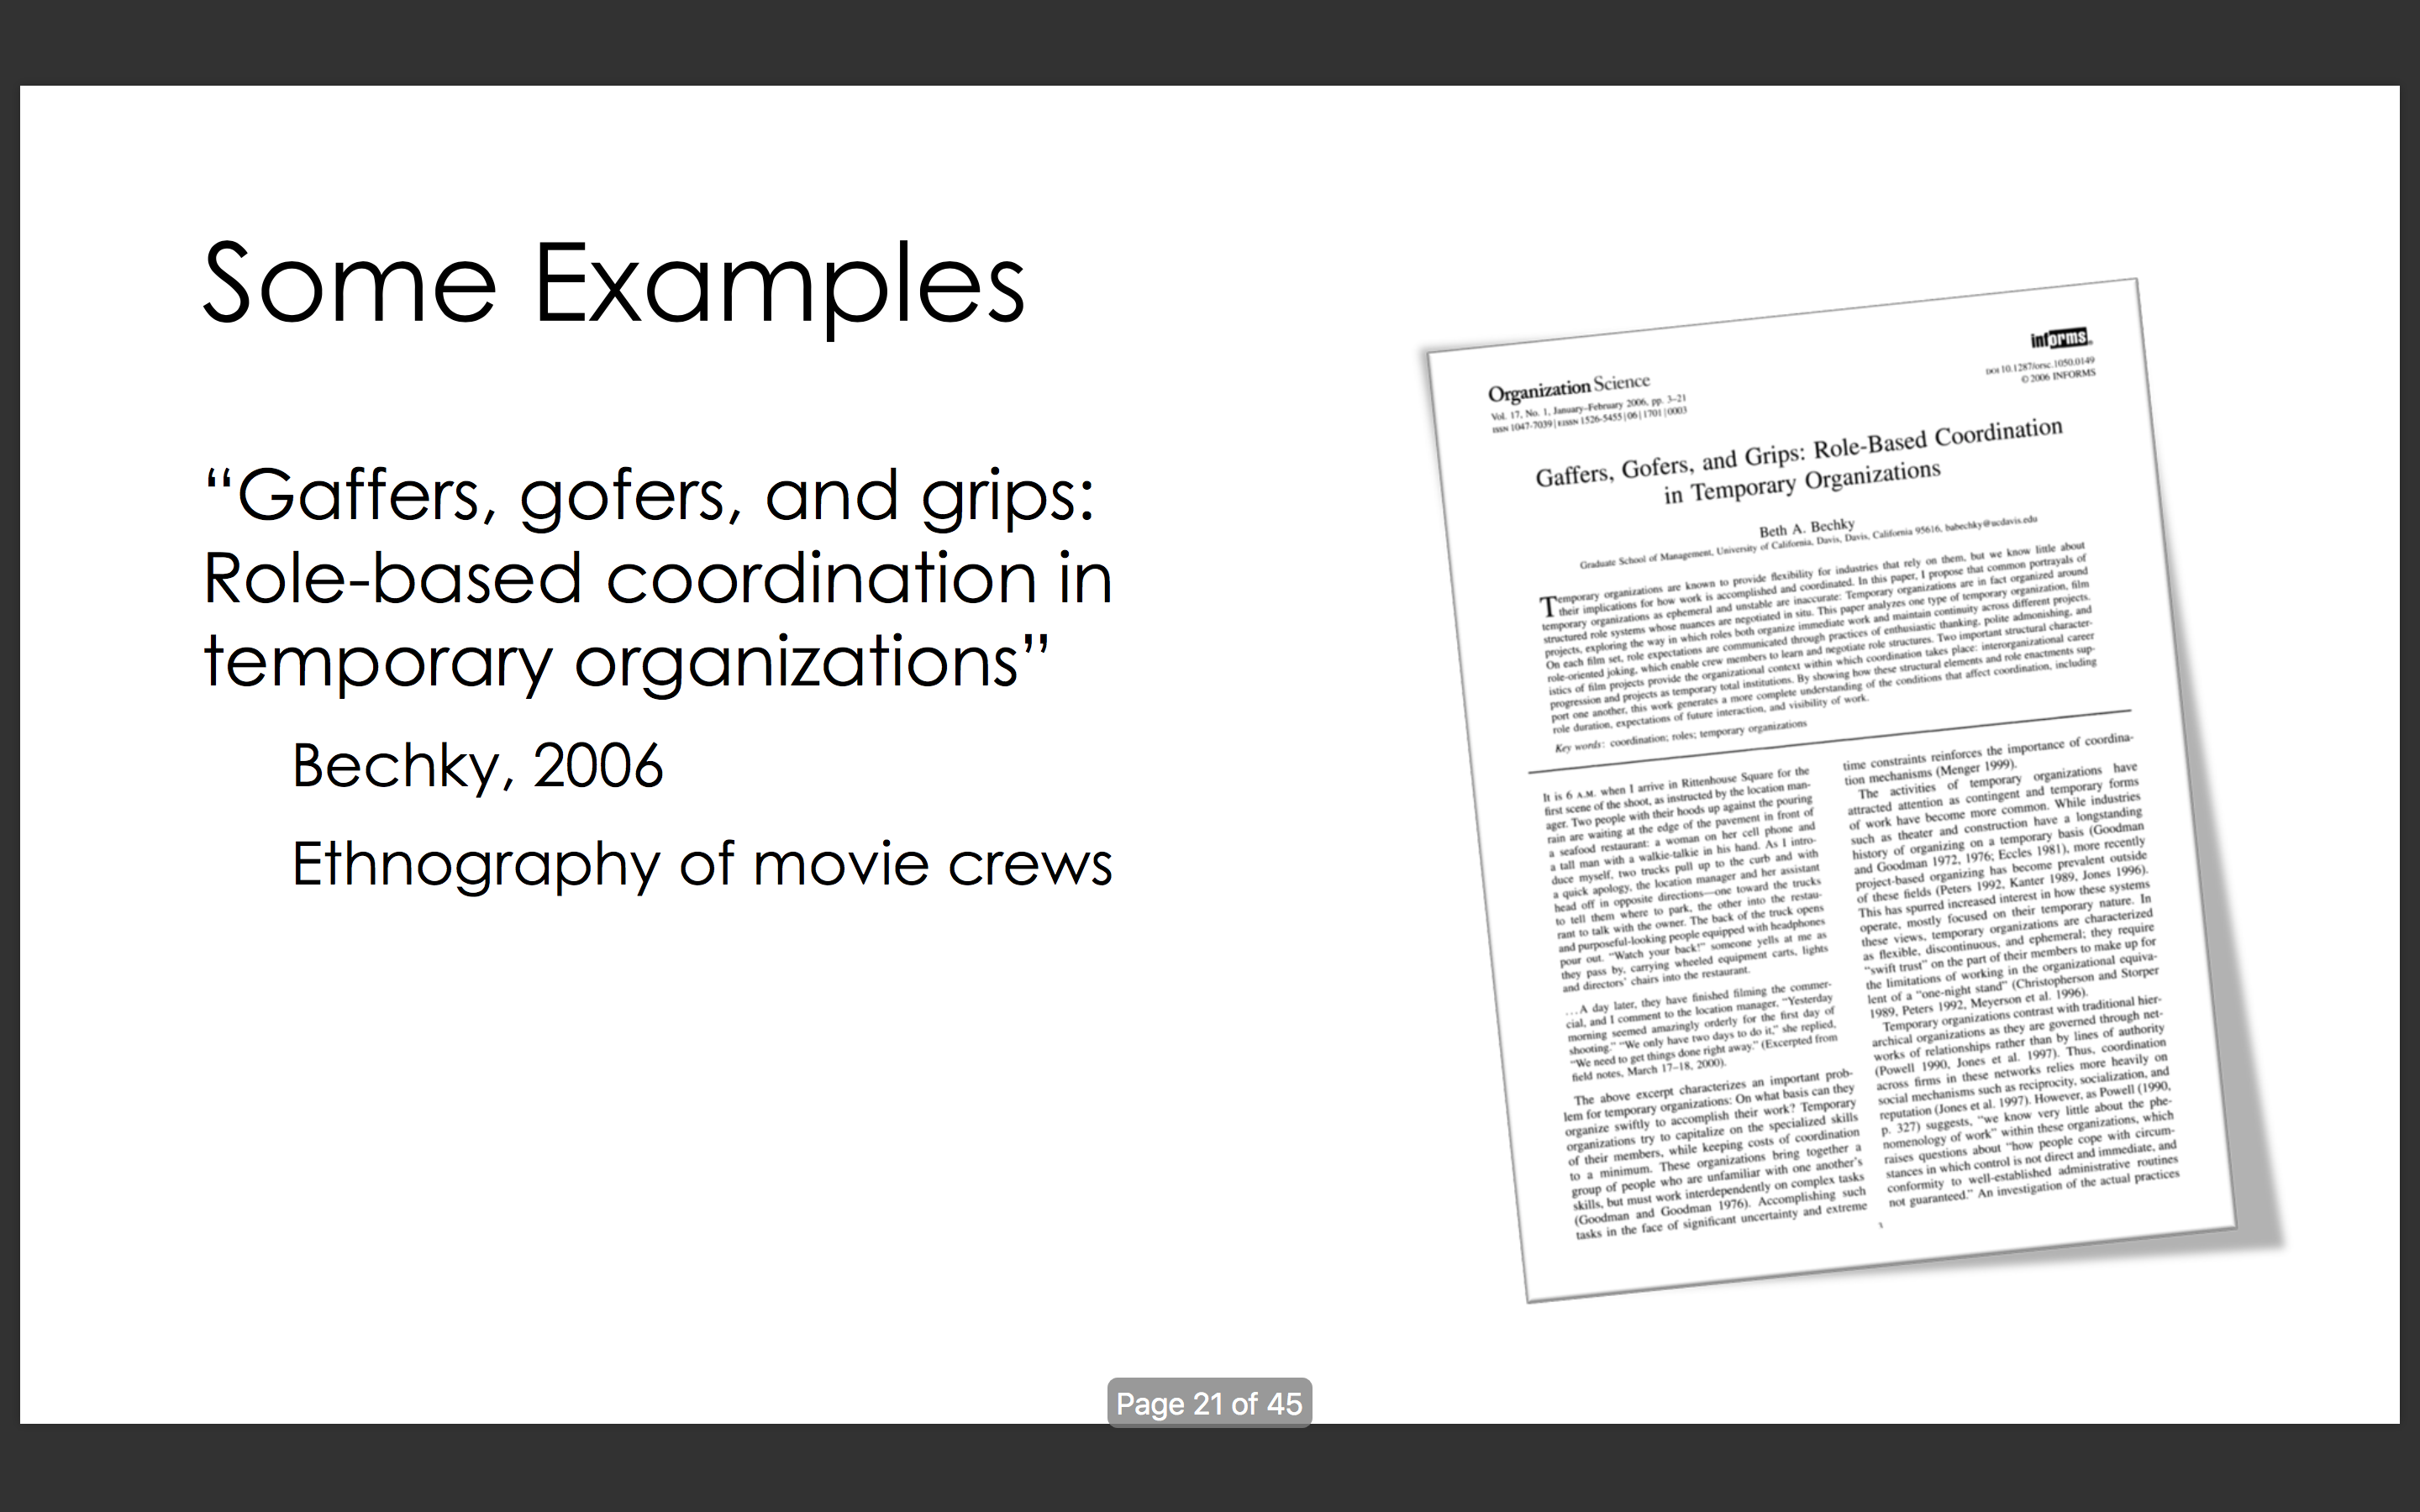 Some Examples
“Gaffers, gofers, and grips:
Role-based coordination in
temporary organizations”
Bechky, 2006
Ethnography of movie crews
informs
DOI 10.1287/orsc.1050.0149
© 2006 INFORMS
Organization Science
Vol. 17, No. 1, January–February 2006, pp. 3–21
ISSN 1047-7039 | EISSN 1526-5455 | 06 | 1701 | 0003
Gaffers, Gofers, and Grips: Role-Based Coordination
in Temporary Organizations
Beth A. Bechky
Graduate School of Management, University of California, Davis, Davis, California 95616, babechky@ucdavis.edu
Temporary organizations are known to provide flexibility for industries that rely on them, but we know little about
their implications for how work is accomplished and coordinated. In this paper, I propose that common portrayals of
temporary organizations as ephemeral and unstable are inaccurate: Temporary organizations are in fact organized around
structured role systems whose nuances are negotiated in situ. This paper analyzes one type of temporary organization, film
projects, exploring the way in which roles both organize immediate work and maintain continuity across different projects.
On each film set, role expectations are communicated through practices of enthusiastic thanking, polite admonishing, and
role-oriented joking, which enable crew members to learn and negotiate role structures. Two important structural character-
istics of film projects provide the organizational context within which coordination takes place: interorganizational career
progression and projects as temporary total institutions. By showing how these structural elements and role enactments sup-
port one another, this work generates a more complete understanding of the conditions that affect coordination, including
role duration, expectations of future interaction, and visibility of work.
Key words: coordination; roles; temporary organizations
It is 6 A.M. when I arrive in Rittenhouse Square for the
first scene of the shoot, as instructed by the location man-
ager. Two people with their hoods up against the pouring
rain are waiting at the edge of the pavement in front of
a seafood restaurant: a woman on her cell phone and
a tall man with a walkie-talkie in his hand. As I intro-
duce myself, two trucks pull up to the curb and with
a quick apology, the location manager and her assistant
head off in opposite directions—one toward the trucks
to tell them where to park, the other into the restau-
rant to talk with the owner. The back of the truck opens
and purposeful-looking people equipped with headphones
pour out. “Watch your back!” someone yells at me as
they pass by, carrying wheeled equipment carts, lights
and directors’ chairs into the restaurant.
...A day later, they have finished filming the commer-
cial, and I comment to the location manager, “Yesterday
morning seemed amazingly orderly for the first day of
shooting.” “We only have two days to do it,” she replied,
“We need to get things done right away.” (Excerpted from
field notes, March 17–18, 2000).
The above excerpt characterizes an important prob-
lem for temporary organizations: On what basis can they
organize swiftly to accomplish their work? Temporary
organizations try to capitalize on the specialized skills
of their members, while keeping costs of coordination
to a minimum. These organizations bring together a
group of people who are unfamiliar with one another’s
skills, but must work interdependently on complex tasks
(Goodman and Goodman 1976). Accomplishing such
tasks in the face of significant uncertainty and extreme
time constraints reinforces the importance of coordina-
tion mechanisms (Menger 1999).
The activities of temporary organizations have
attracted attention as contingent and temporary forms
of work have become more common. While industries
such as theater and construction have a longstanding
history of organizing on a temporary basis (Goodman
and Goodman 1972, 1976; Eccles 1981), more recently
project-based organizing has become prevalent outside
of these fields (Peters 1992, Kanter 1989, Jones 1996).
This has spurred increased interest in how these systems
operate, mostly focused on their temporary nature. In
these views, temporary organizations are characterized
as flexible, discontinuous, and ephemeral; they require
“swift trust” on the part of their members to make up for
the limitations of working in the organizational equiva-
lent of a “one-night stand” (Christopherson and Storper
1989, Peters 1992, Meyerson et al. 1996).
Temporary organizations contrast with traditional hier-
archical organizations as they are governed through net-
works of relationships rather than by lines of authority
(Powell 1990, Jones et al. 1997). Thus, coordination
across firms in these networks relies more heavily on
social mechanisms such as reciprocity, socialization, and
reputation (Jones et al. 1997). However, as Powell (1990,
p. 327) suggests, “we know very little about the phe-
nomenology of work” within these organizations, which
raises questions about “how people cope with circum-
stances in which control is not direct and immediate, and
conformity to well-established administrative routines
not guaranteed.” An investigation of the actual practices
Page 21 of 45